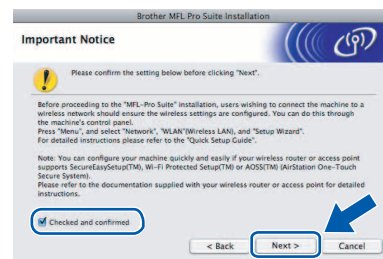 Brother MFL Pro Suite Installation
Important Notice
Please confirm the setting below before clicking "Next".
Before proceeding to the "MFL-Pro Suite" installation, users wishing to connect the machine to a
wireless network should ensure the wireless settings are configured. You can do this through
the machine's control panel.
Press "Menu", and select "Network", "WLAN"(Wireless LAN), and "Setup Wizard".
For detailed instructions please refer to the "Quick Setup Guide".
Note: You can configure your machine quickly and easily if your wireless router or access point
supports SecureEasySetup(TM), Wi-Fi Protected Setup(TM) or AOSS(TM) (AirStation One-Touch
Secure System).
Please refer to the documentation supplied with your wireless router or access point for detailed
instructions.
Checked and confirmed
< Back Next > Cancel